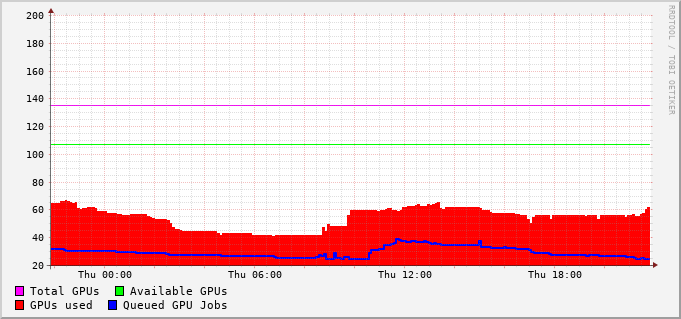 200
180
160
140
120
100
80
60
40
20
Thu 00:00 Thu 06:00 Thu 12:00 Thu 18:00
Total GPUs Available GPUs
GPUs used Queued GPU Jobs
RRDTOOL / TOBI OETIKER